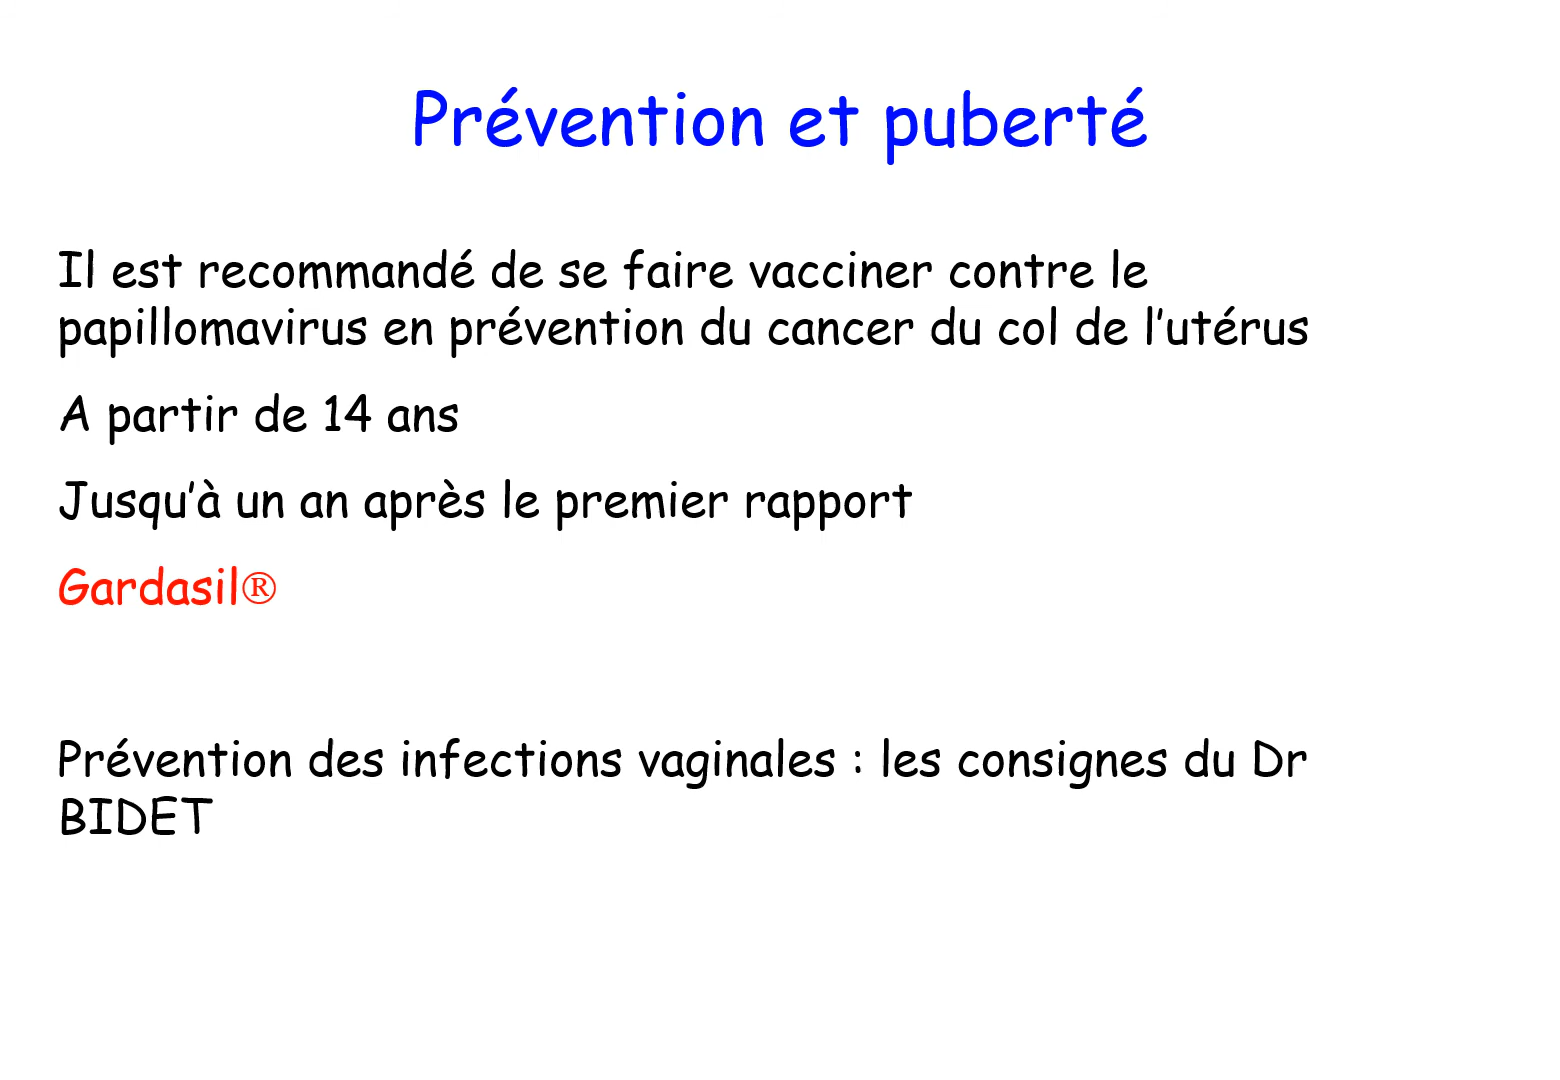 Prévention et puberté
Il est recommandé de se faire vacciner contre le
papillomavirus en prévention du cancer du col de l’utérus
A partir de 14 ans
Jusqu’à un an après le premier rapport
Gardasil®
Prévention des infections vaginales : les consignes du Dr
BIDET